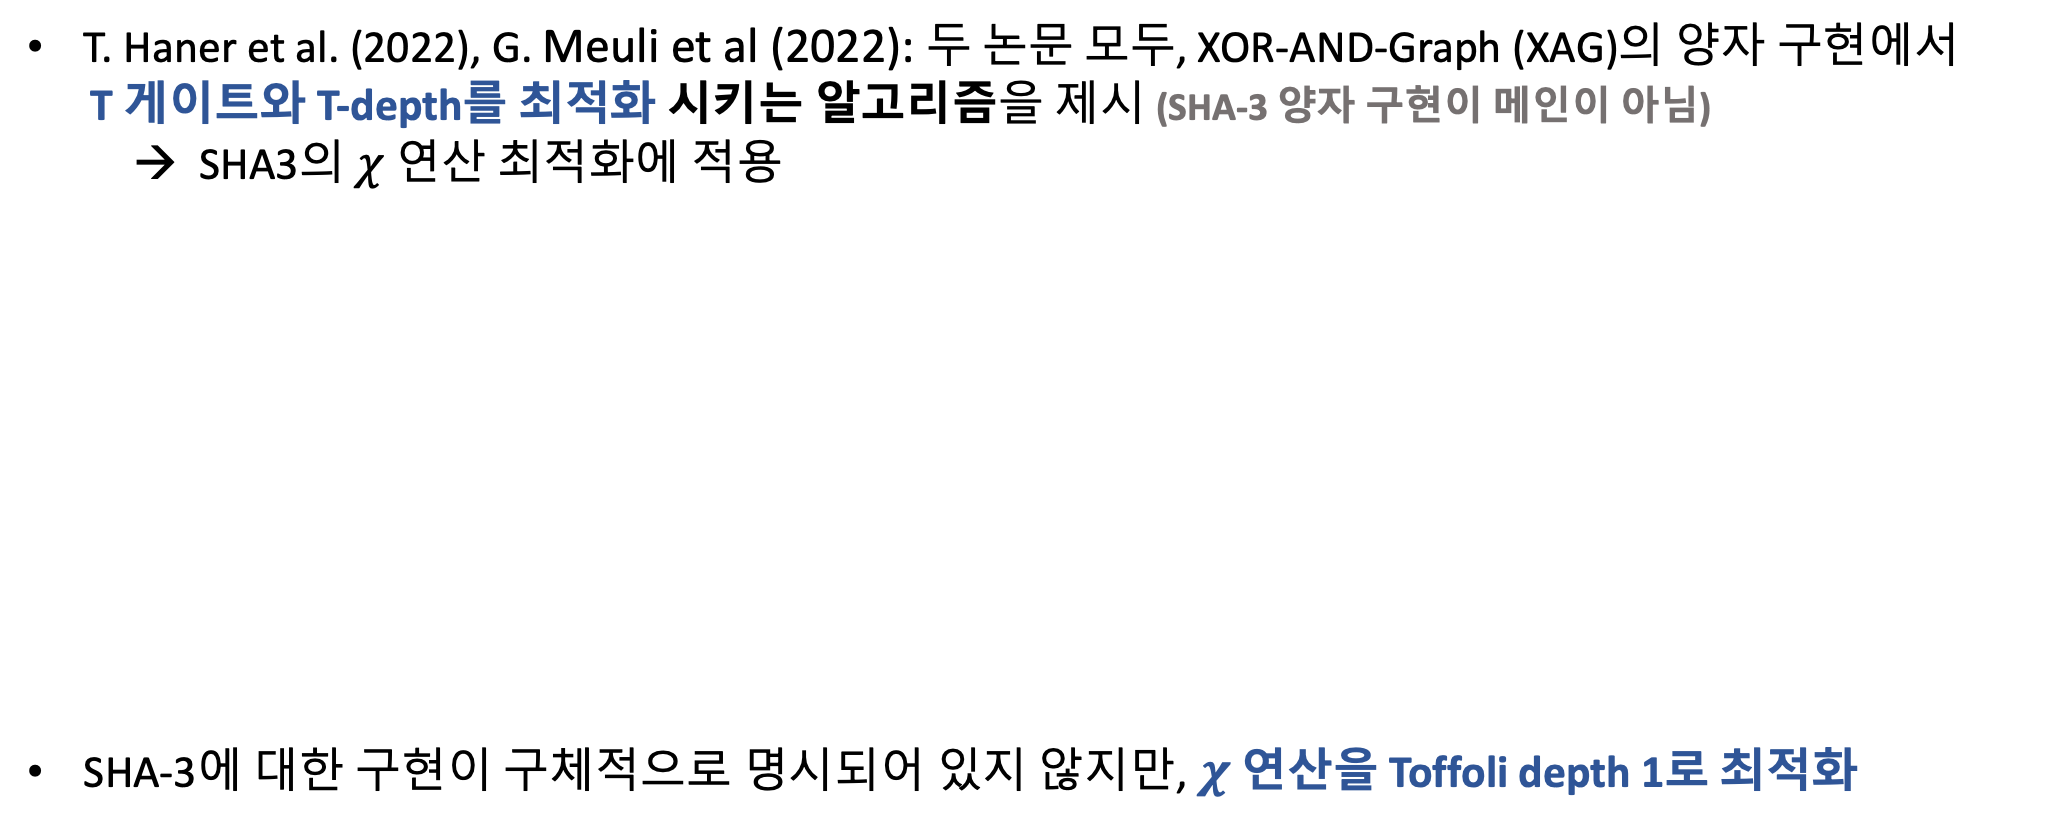 • T. Haner et al. (2022), G. Meuli et al (2022): 두 논문 모두, XOR-AND-Graph (XAG)의 양자 구현에서
T 게이트와 T-depth를 최적화 시키는 알고리즘을 제시 (SHA-3 양자 구현이 메인이 아님)
→ SHA3의 χ 연산 최적화에 적용
• SHA-3에 대한 구현이 구체적으로 명시되어 있지 않지만, χ 연산을 Toffoli depth 1로 최적화